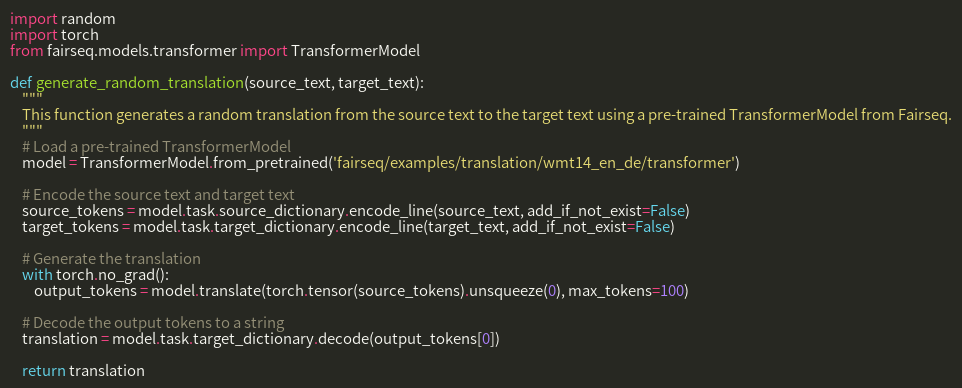 import random
import torch
from fairseq.models.transformer import TransformerModel
def generate_random_translation(source_text, target_text):
"""
This function generates a random translation from the source text to the target text using a pre-trained TransformerModel from Fairseq.
"""
# Load a pre-trained TransformerModel
model = TransformerModel.from_pretrained('fairseq/examples/translation/wmt14_en_de/transformer')
# Encode the source text and target text
source_tokens = model.task.source_dictionary.encode_line(source_text, add_if_not_exist=False)
target_tokens = model.task.target_dictionary.encode_line(target_text, add_if_not_exist=False)
# Generate the translation
with torch.no_grad():
output_tokens = model.translate(torch.tensor(source_tokens).unsqueeze(0), max_tokens=100)
# Decode the output tokens to a string
translation = model.task.target_dictionary.decode(output_tokens[0])
return translation